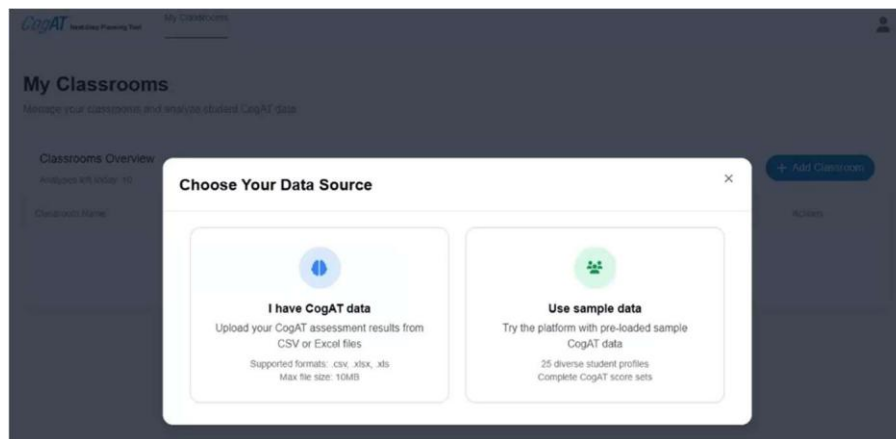 CogAT
My Classrooms
My Classrooms
Manage your classrooms and analyze student CogAT data
Classrooms Overview
Analyses left today: 10
+ Add Classroom
Classroom Name
Actions
Choose Your Data Source
×
I have CogAT data
Upload your CogAT assessment results from
CSV or Excel files
Supported formats: .csv, .xlsx, .xls
Max file size: 10MB
Use sample data
Try the platform with pre-loaded sample
CogAT data
25 diverse student profiles
Complete CogAT score sets